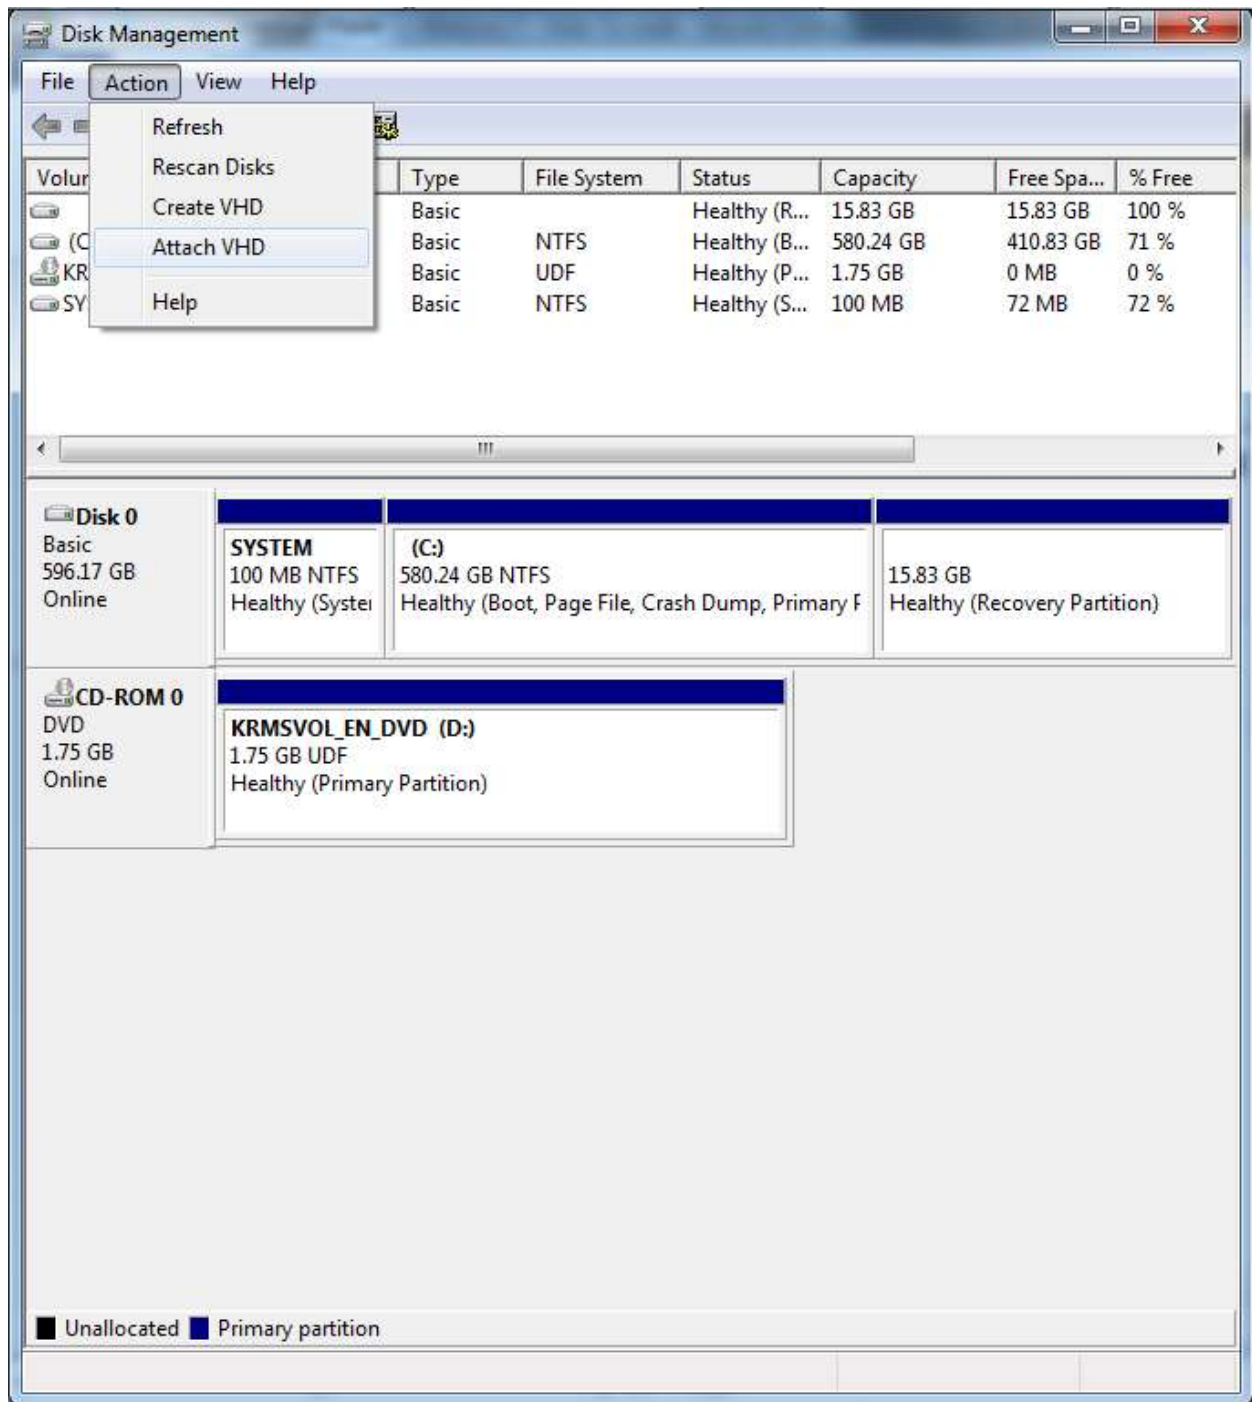 Disk Management
File Action View Help
Refresh
Rescan Disks
Create VHD
Attach VHD
Help
Volur Type File System Status Capacity Free Spa... % Free
Basic Healthy (R... 15.83 GB 15.83 GB 100 %
(C Basic NTFS Healthy (B... 580.24 GB 410.83 GB 71 %
KR Basic UDF Healthy (P... 1.75 GB 0 MB 0 %
SY Basic NTFS Healthy (S... 100 MB 72 MB 72 %
Disk 0
Basic
596.17 GB
Online
SYSTEM
100 MB NTFS
Healthy (Syster
(C:)
580.24 GB NTFS
Healthy (Boot, Page File, Crash Dump, Primary P
15.83 GB
Healthy (Recovery Partition)
CD-ROM 0
DVD
1.75 GB
Online
KRMSVOL_EN_DVD (D:)
1.75 GB UDF
Healthy (Primary Partition)
Unallocated Primary partition